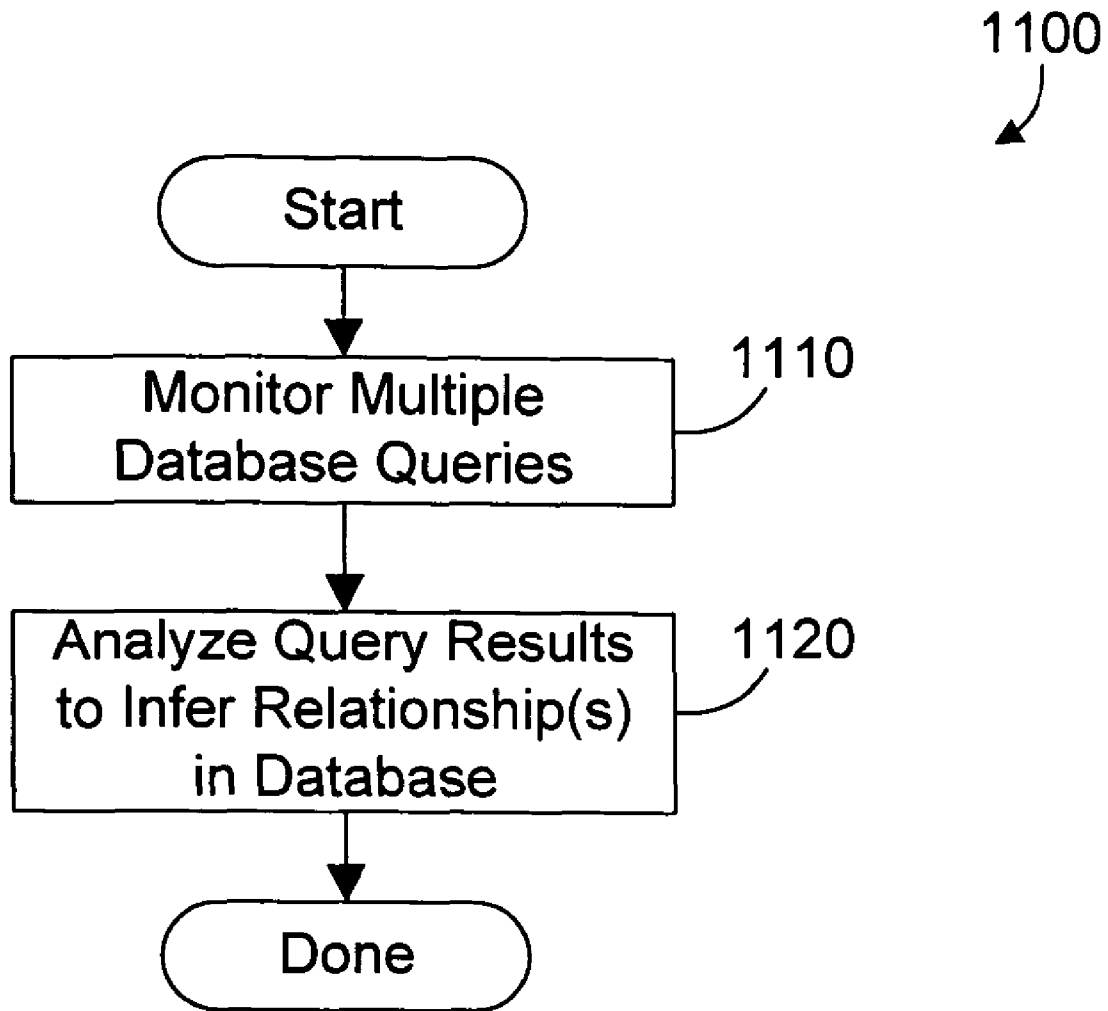 1100
Start
Monitor Multiple
Database Queries
1110
Analyze Query Results
to Infer Relationship(s)
in Database
1120
Done